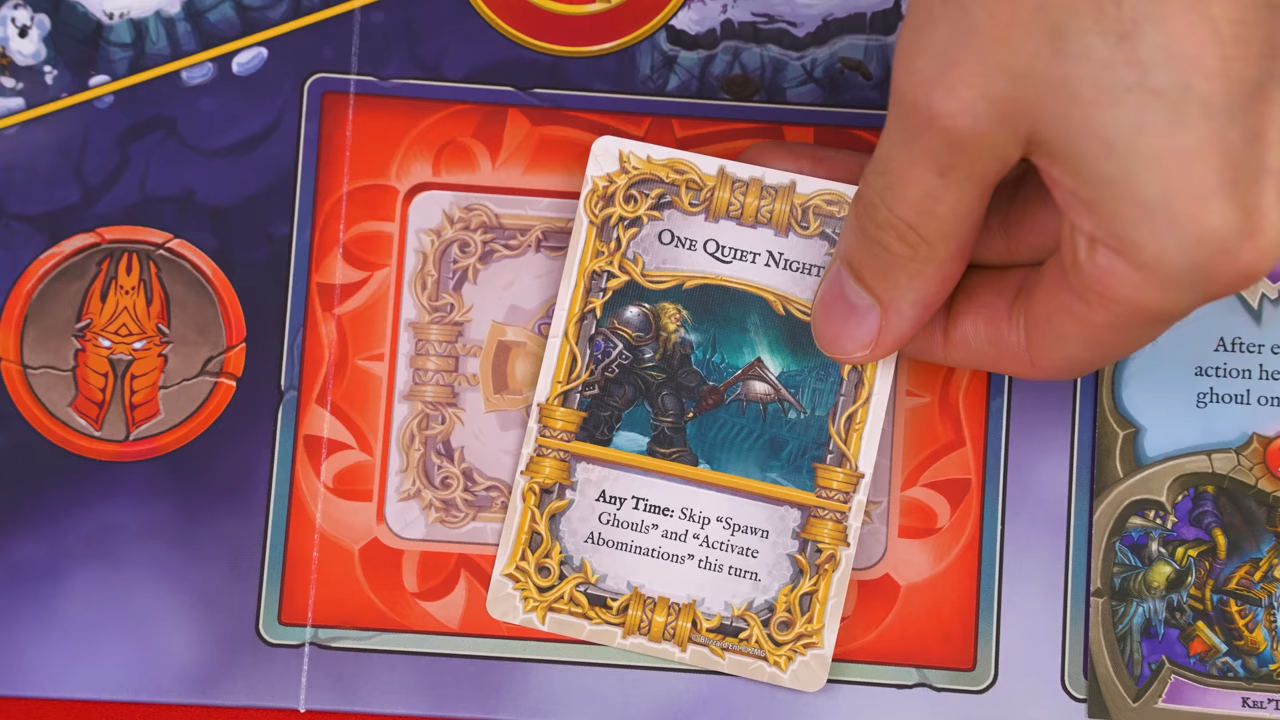 ONE QUIET NIGHT
Any Time: Skip “Spawn
Ghouls” and “Activate
Abominations” this turn.
©Blizzard Ent. ©ZMG
After e
action he
ghoul on
KEL'T